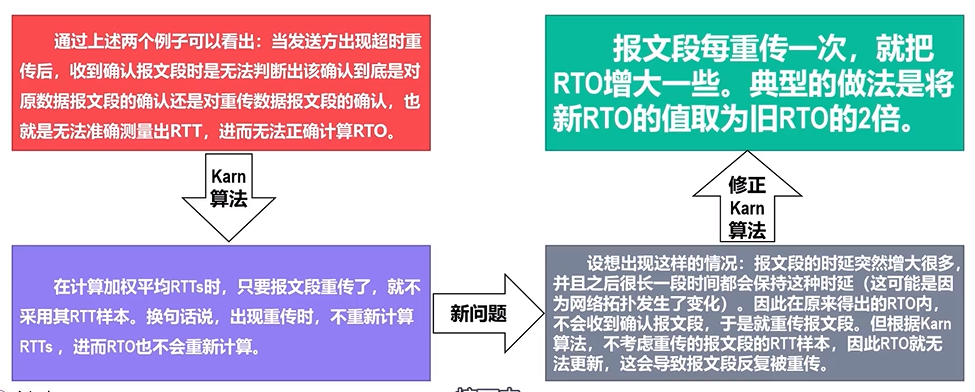 通过上述两个例子可以看出：当发送方出现超时重
传后，收到确认报文段时是无法判断出该确认到底是对
原数据报文段的确认还是对重传数据报文段的确认，也
就是无法准确测量出RTT，进而无法正确计算RTO。
Karn
算法
在计算加权平均RTTs时，只要报文段重传了，就不
采用其RTT样本。换句话说，出现重传时，不重新计算
RTTs，进而RTO也不会重新计算。
新问题
设想出现这样的情况：报文段的时延突然增大很多，
并且之后很长一段时间都会保持这种时延（这可能是因
为网络拓扑发生了变化）。因此在原来得出的RTO内，
不会收到确认报文段，于是就重传报文段。但根据Karn
算法，不考虑重传的报文段的RTT样本，因此RTO就无
法更新，这会导致报文段反复被重传。
修正
Karn
算法
报文段每重传一次，就把
RTO增大一些。典型的做法是将
新RTO的值取为旧RTO的2倍。